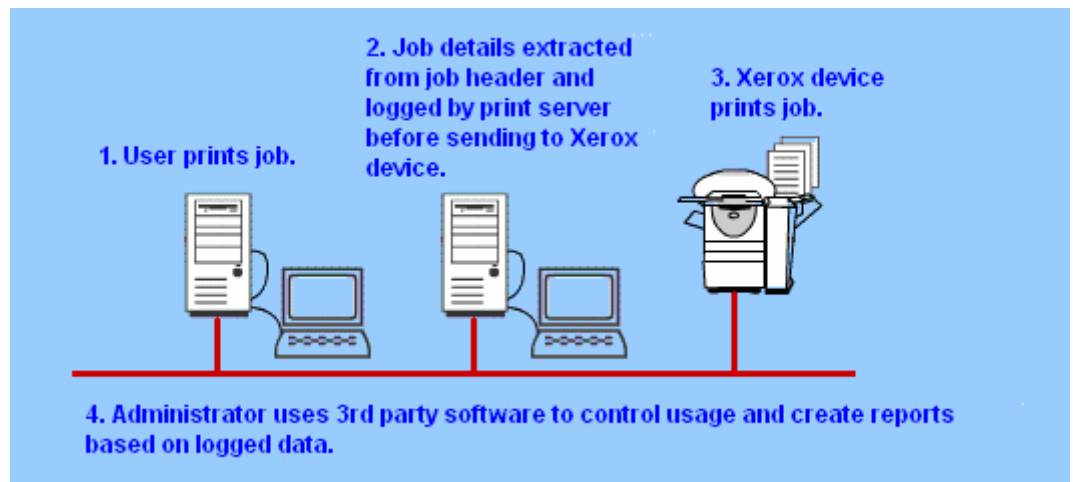 1. User prints job.
2. Job details extracted
from job header and
logged by print server
before sending to Xerox
device.
3. Xerox device
prints job.
4. Administrator uses 3rd party software to control usage and create reports
based on logged data.